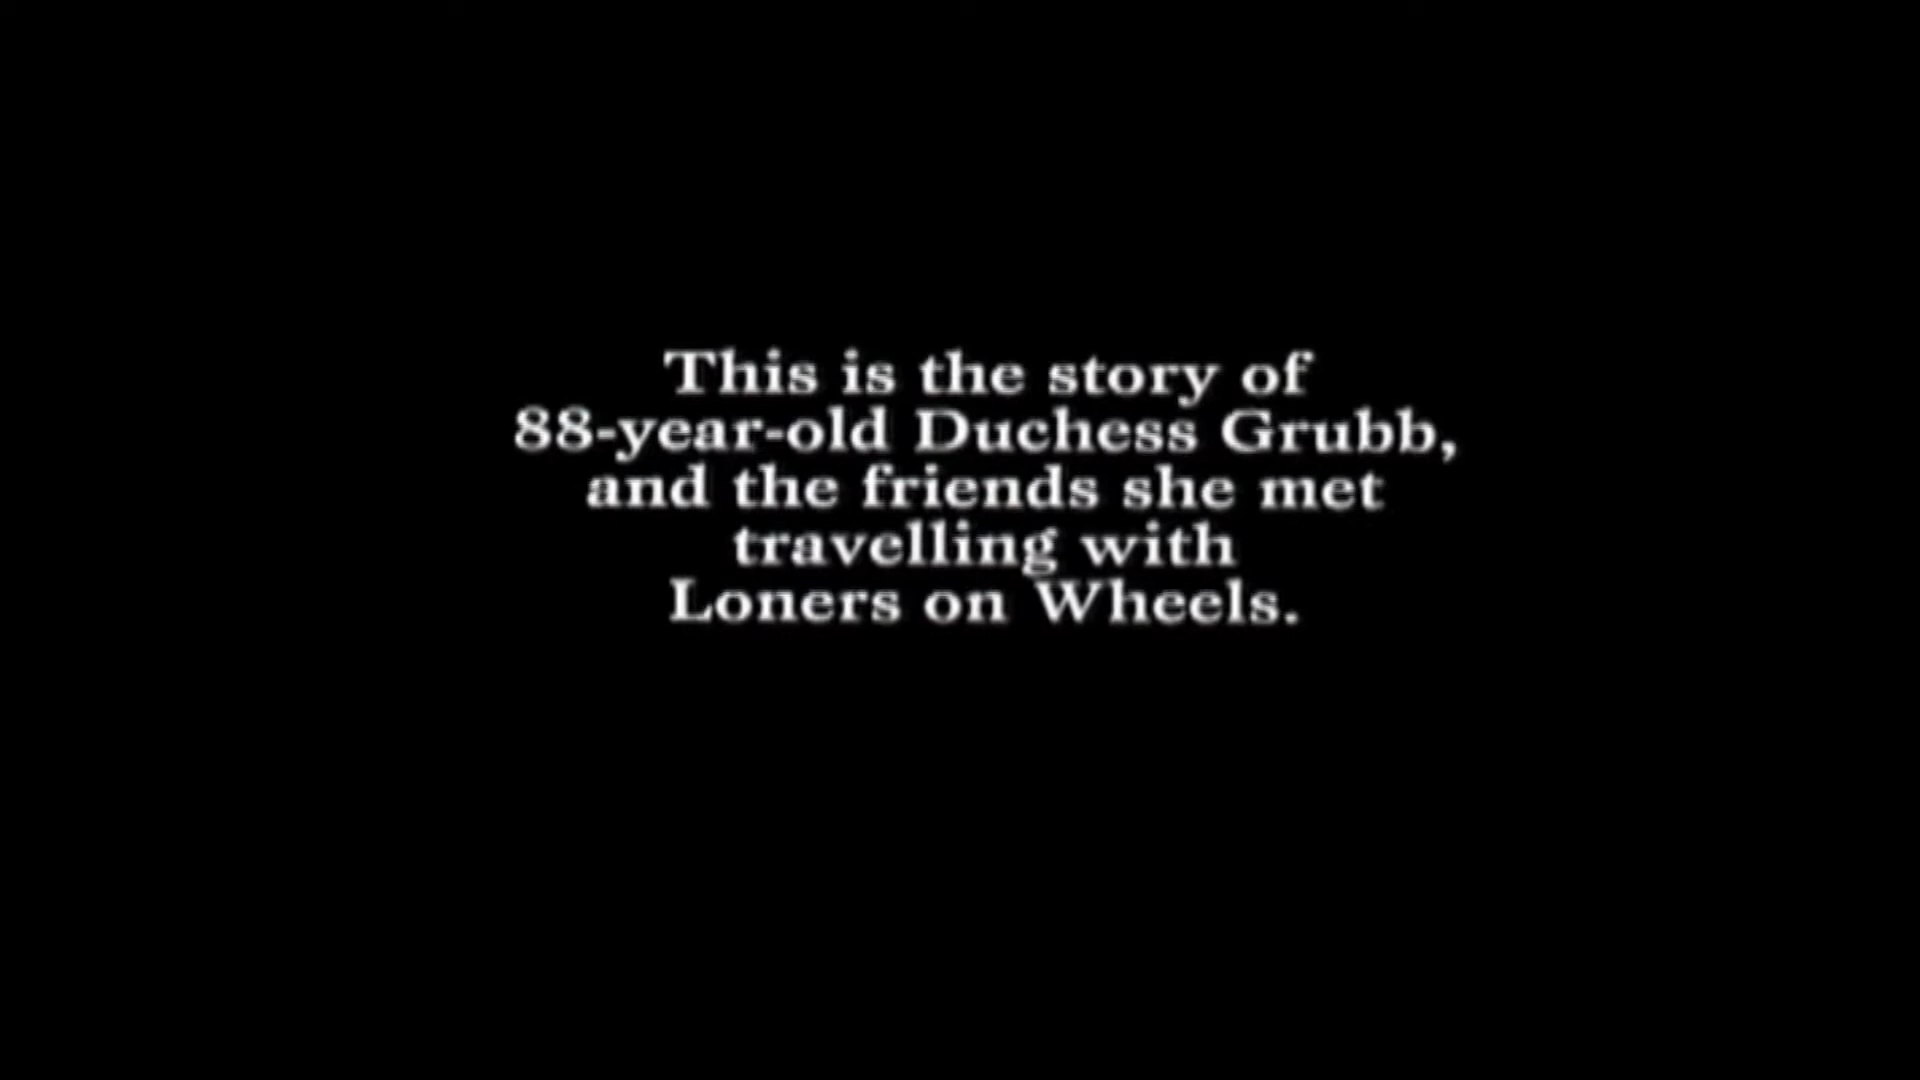 This is the story of
88-year-old Duchess Grubb,
and the friends she met
travelling with
Loners on Wheels.